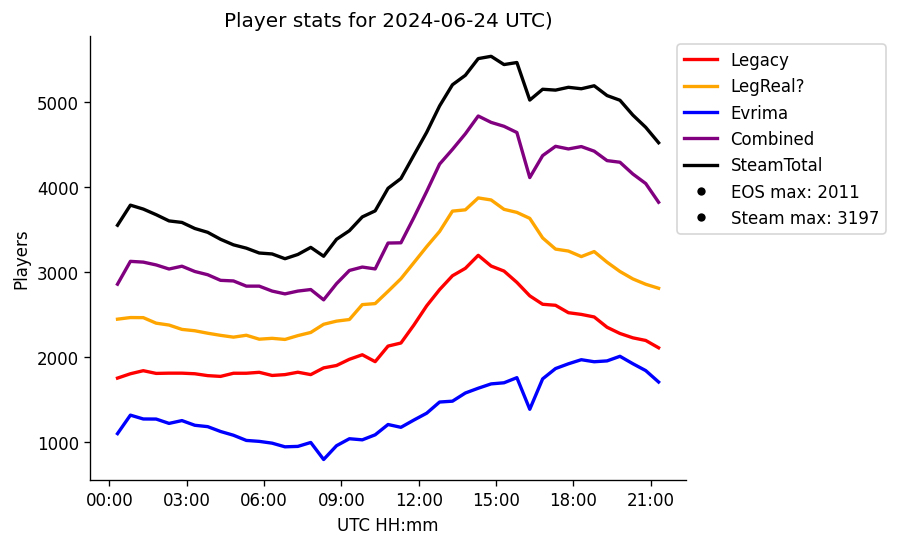 Player stats for 2024-06-24 UTC)
Legacy
LegReal?
Evrima
Combined
SteamTotal
EOS max: 2011
Steam max: 3197
Players
5000
4000
3000
2000
1000
00:00 03:00 06:00 09:00 12:00 15:00 18:00 21:00
UTC HH:mm